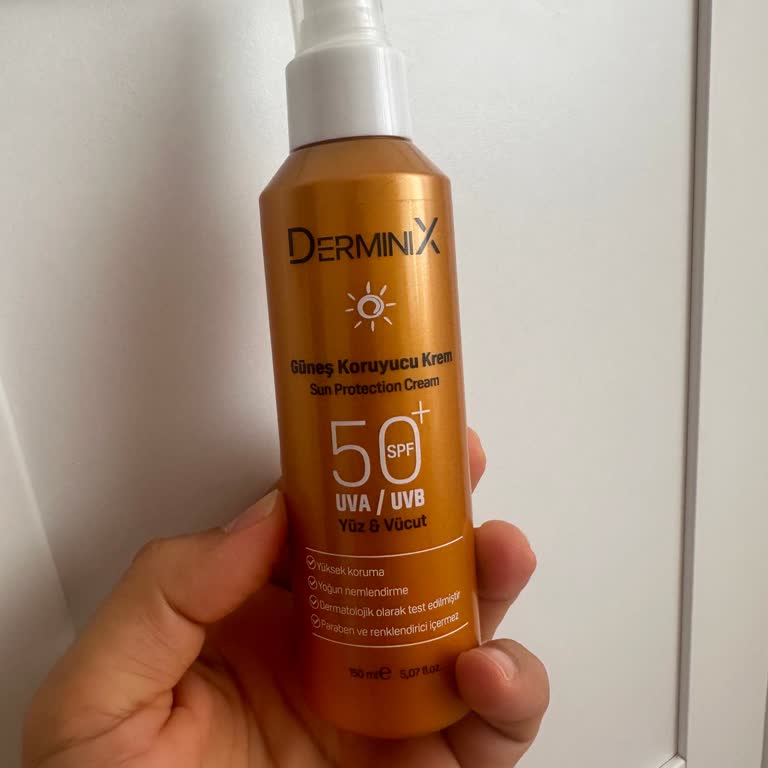 DERMINIX
Güneş Koruyucu Krem
Sun Protection Cream
50+
SPF
UVA / UVB
Yüz & Vücut
Yüksek koruma
Yoğun nemlendirme
Dermatolojik olarak test edilmiştir
Paraben ve renklendirici içermez
150 ml℮ 5,07 fl.oz.